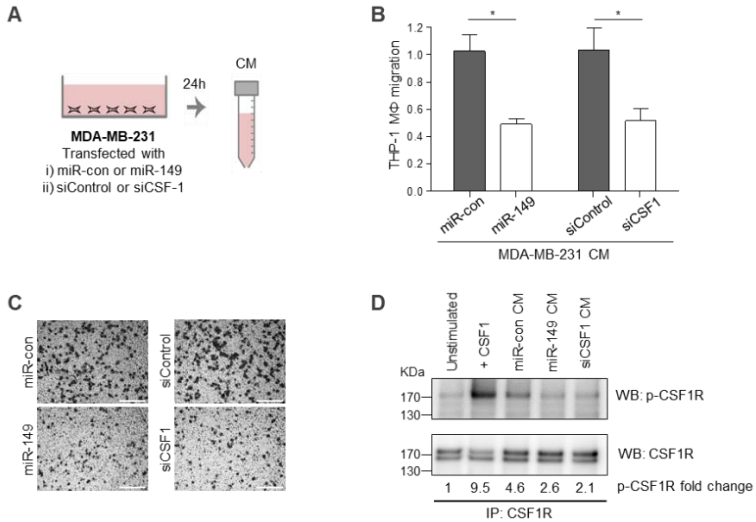 A
24h
CM
MDA-MB-231
Transfected with
i) miR-con or miR-149
ii) siControl or siCSF-1
B
*
*
THP-1 MΦ migration
1.2
1.0
0.8
0.6
0.4
0.2
0.0
miR-con
miR-149
siControl
siCSF1
MDA-MB-231 CM
C
miR-con
siControl
miR-149
siCSF1
D
Unstimulated
+ CSF1
miR-con CM
miR-149 CM
siCSF1 CM
KDa
170
130
WB: p-CSF1R
170
130
WB: CSF1R
1 9.5 4.6 2.6 2.1 p-CSF1R fold change
IP: CSF1R